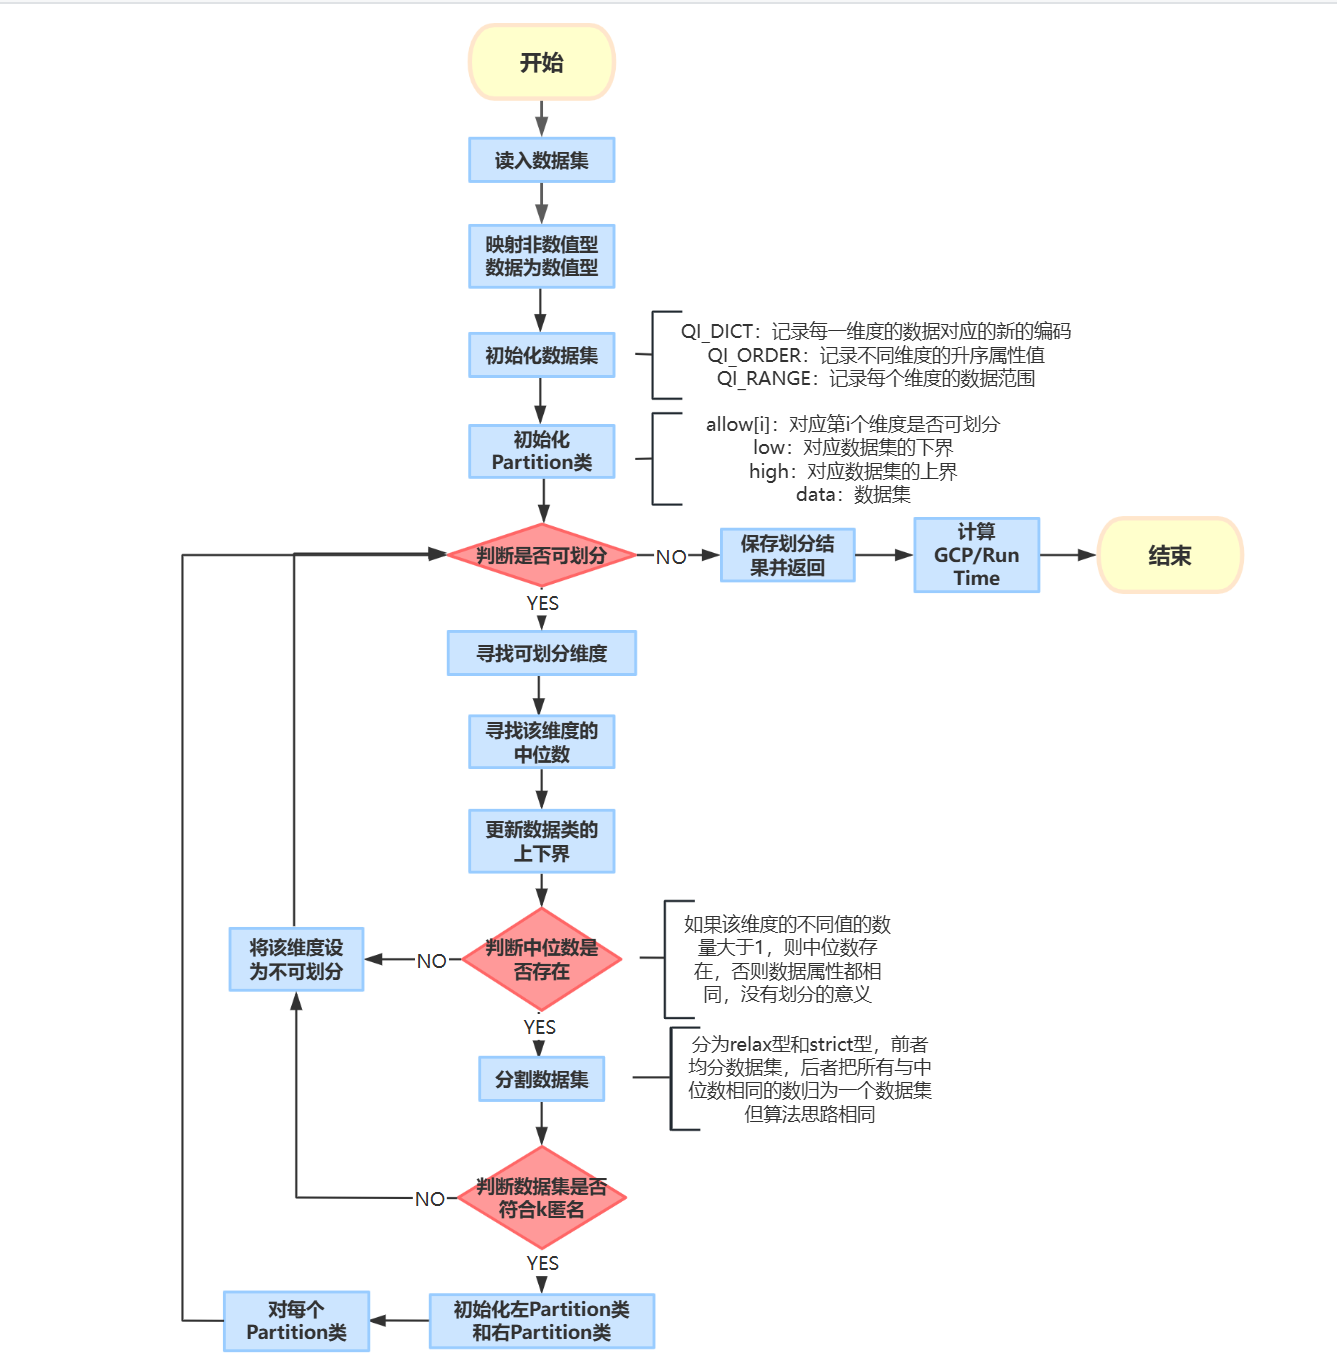 开始
读入数据集
映射非数值型
数据为数值型
初始化数据集
QI_DICT：记录每一维度的数据对应的新的编码
QI_ORDER：记录不同维度的升序属性值
QI_RANGE：记录每个维度的数据范围
初始化
Partition类
allow[i]：对应第i个维度是否可划分
low：对应数据集的下界
high：对应数据集的上界
data：数据集
判断是否可划分
NO
保存划分结
果并返回
计算
GCP/Run
Time
结束
YES
寻找可划分维度
寻找该维度的
中位数
更新数据类的
上下界
判断中位数是
否存在
如果该维度的不同值的数
量大于1，则中位数存
在，否则数据属性都相
同，没有划分的意义
NO
将该维度设
为不可划分
YES
分割数据集
分为relax型和strict型，前者
均分数据集，后者把所有与中
位数相同的数归为一个数据集
但算法思路相同
判断数据集是否
符合k匿名
NO
YES
初始化左Partition类
和右Partition类
对每个
Partition类